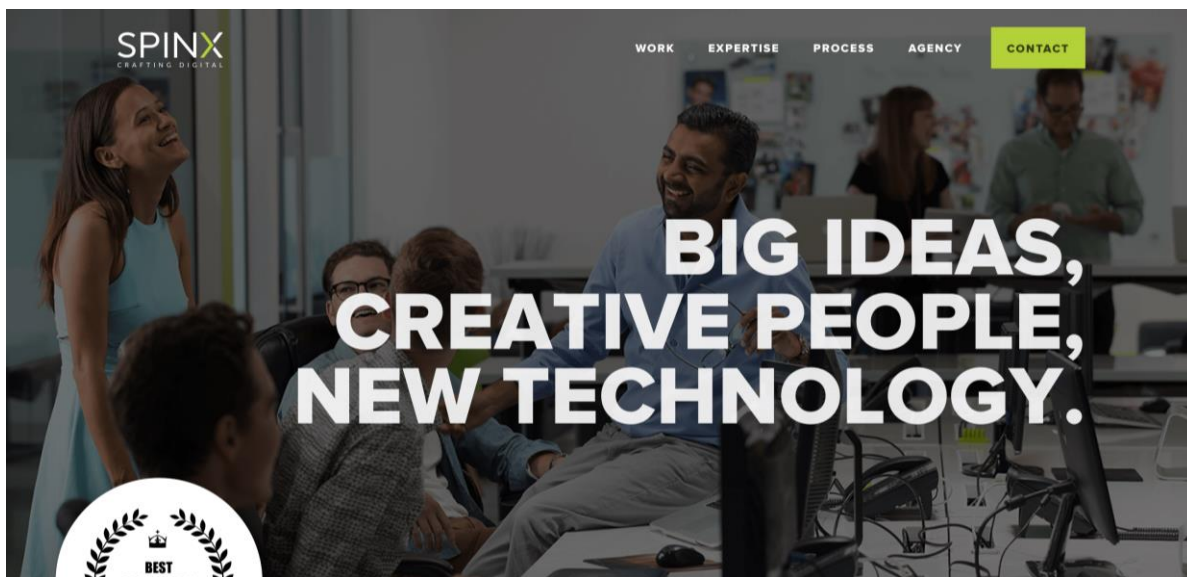 SPINX
CRAFTING DIGITAL
WORK EXPERTISE PROCESS AGENCY CONTACT
BIG IDEAS,
CREATIVE PEOPLE,
NEW TECHNOLOGY.
BEST